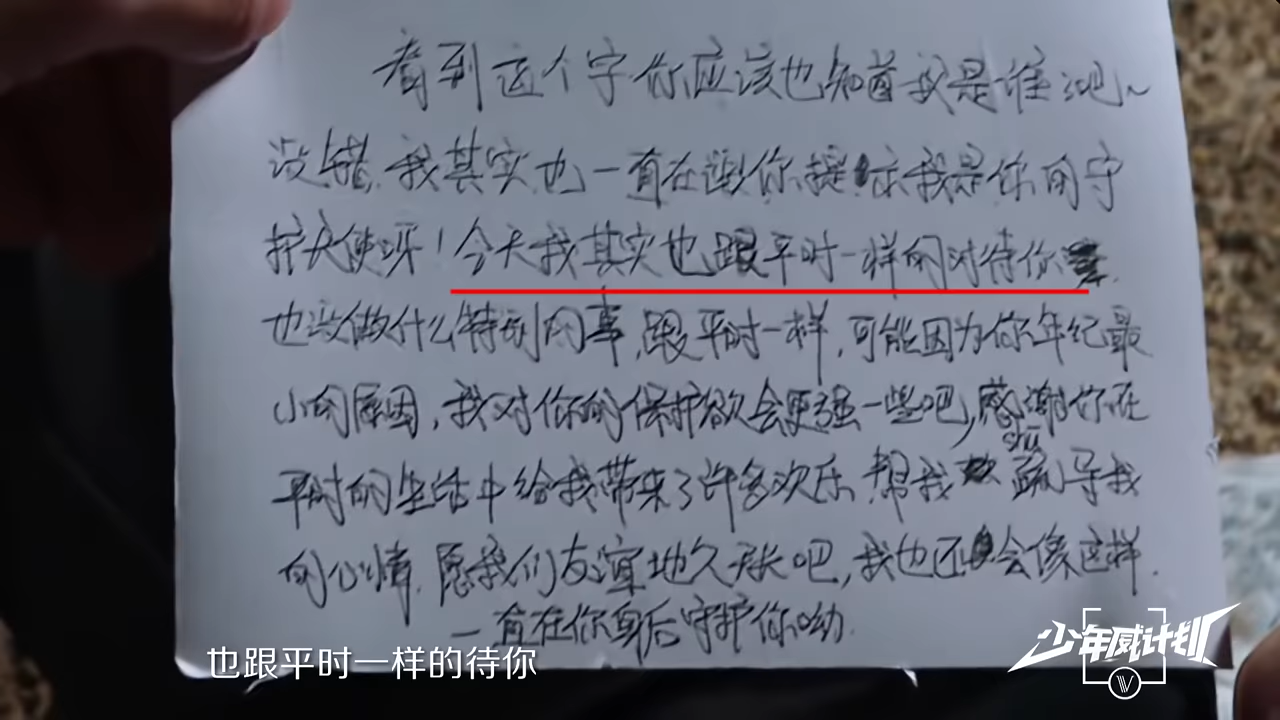 看到这个字你应该也知道我是谁吧~
没错,我其实也一直在跟你提示我是你的守
护天使呀!今天我其实也跟平时一样的对待你
也没做什么特别的事,跟平时一样,可能因为你年纪最
小的原因,我对你的保护欲会更强一些吧,感谢你在
shū
平时的生活中给我带来了许多欢乐 帮我 疏导我
的心情.愿我们友谊地久天长吧,我也还会像这样.
一直在你身后守护你呦.
也跟平时一样的待你
少年威计划
V